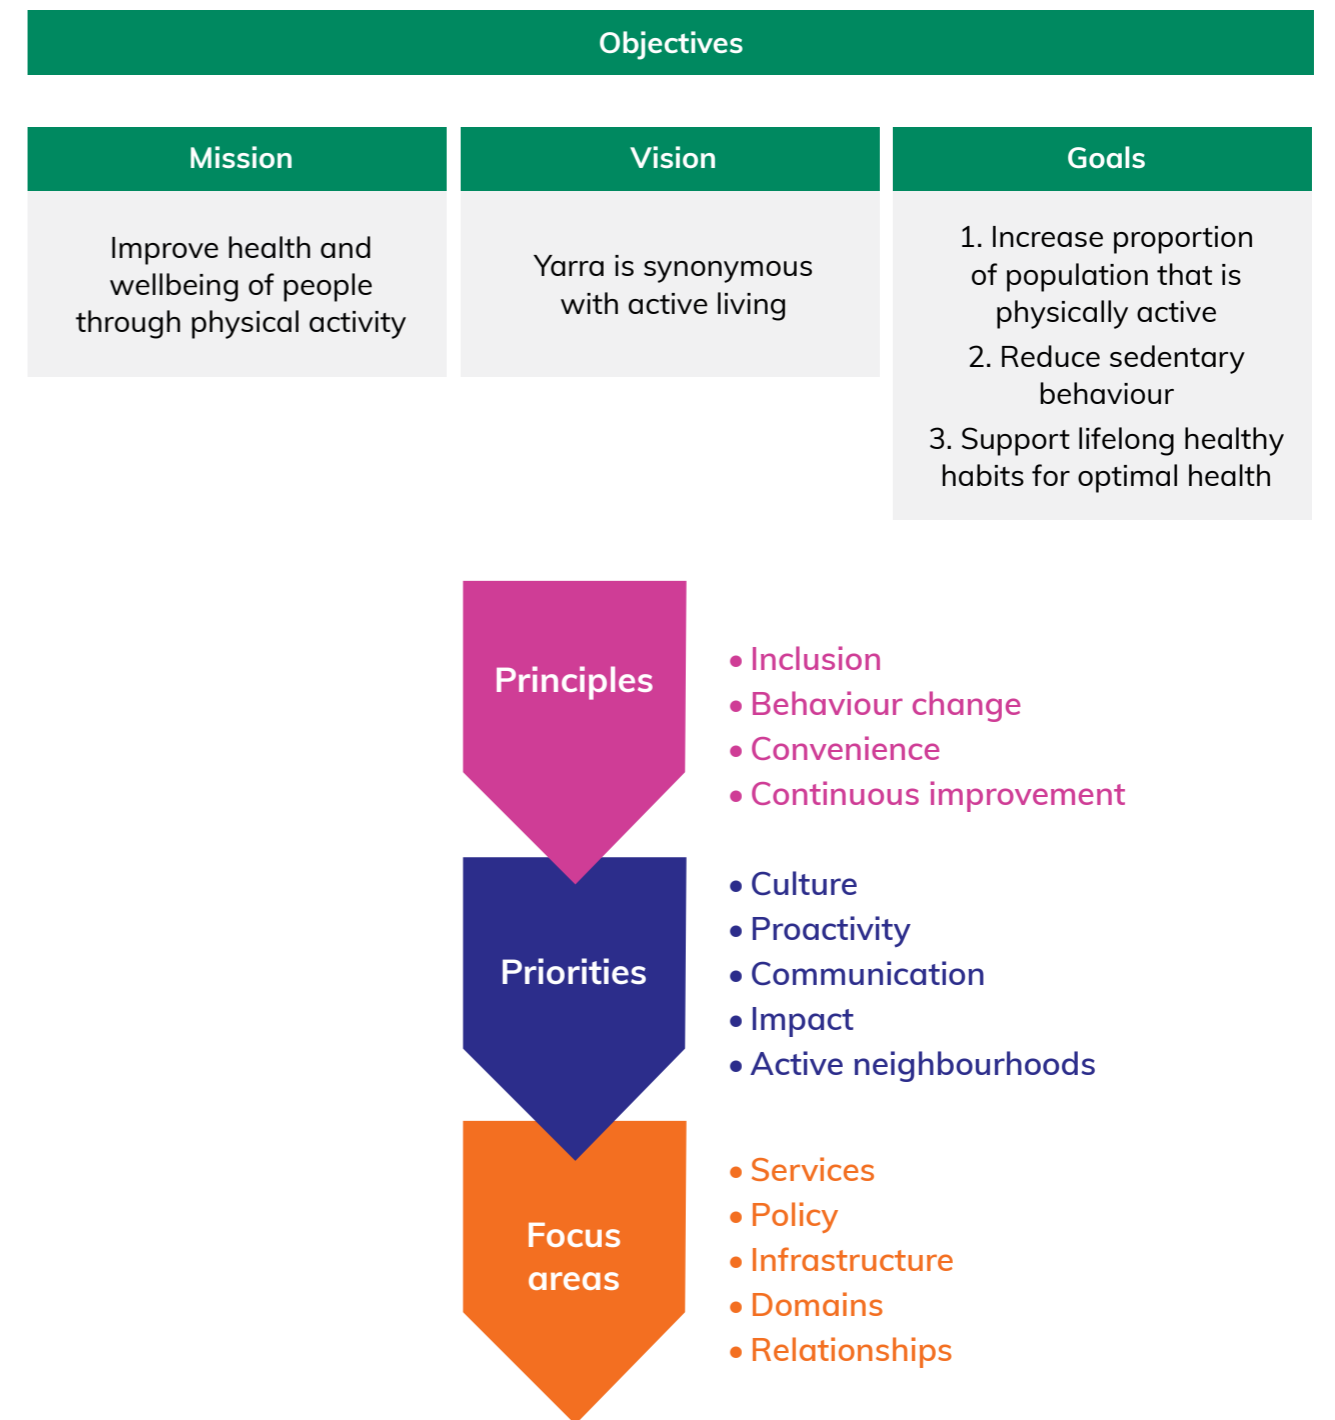 Objectives
Mission
Improve health and
wellbeing of people
through physical activity
Vision
Yarra is synonymous
with active living
Goals
1. Increase proportion
of population that is
physically active
2. Reduce sedentary
behaviour
3. Support lifelong healthy
habits for optimal health
Principles
• Inclusion
• Behaviour change
• Convenience
• Continuous improvement
Priorities
• Culture
• Proactivity
• Communication
• Impact
• Active neighbourhoods
Focus
areas
• Services
• Policy
• Infrastructure
• Domains
• Relationships